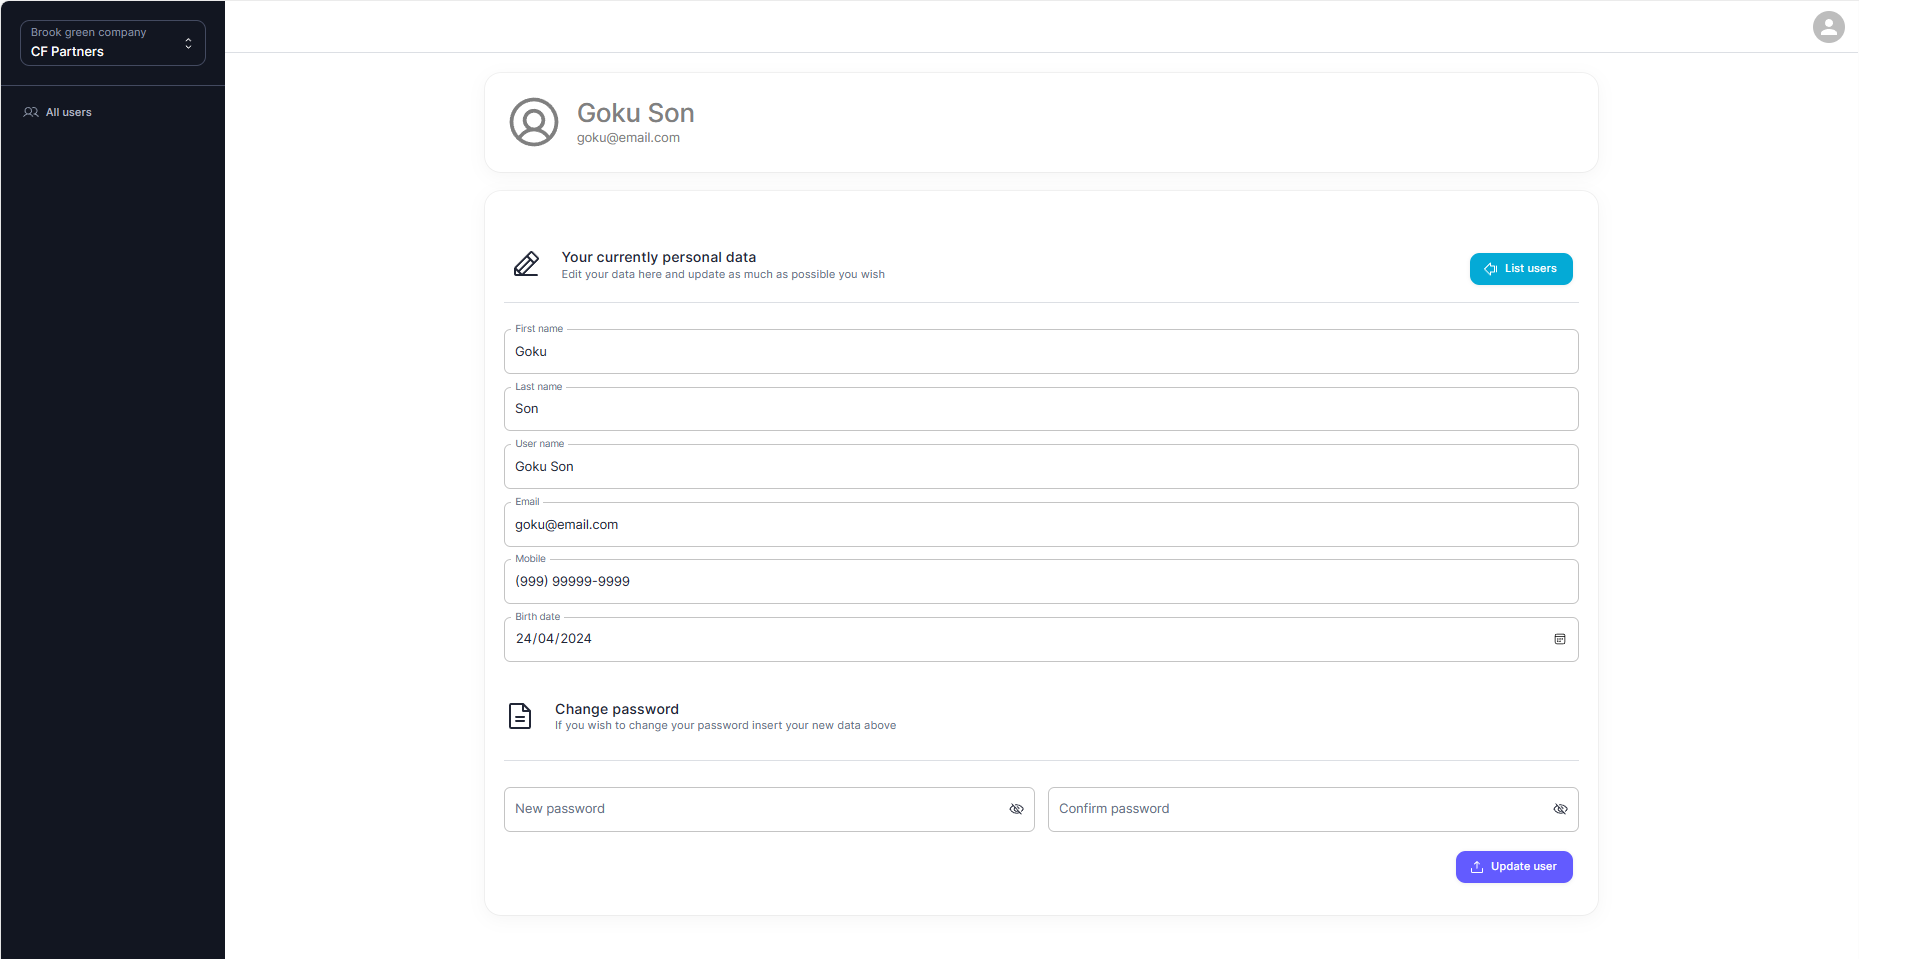 Brook green company
CF Partners
All users
Goku Son
goku@email.com
Your currently personal data
Edit your data here and update as much as possible you wish
List users
First name
Goku
Last name
Son
User name
Goku Son
Email
goku@email.com
Mobile
(999) 99999-9999
Birth date
24/04/2024
Change password
If you wish to change your password insert your new data above
New password
Confirm password
Update user